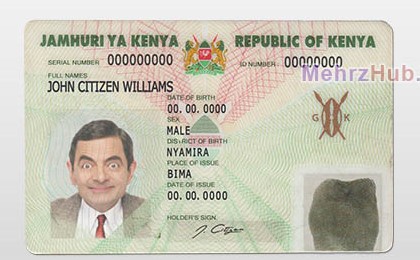 JAMHURI YA KENYA REPUBLIC OF KENYA
SERIAL NUMBER 000000000 ID NUMBER 00000000
MehrzHub.
FULL NAMES
JOHN CITIZEN WILLIAMS
DATE OF BIRTH
00. 00. 0000
SEX
MALE
G K
DISTRICT OF BIRTH
NYAMIRA
PLACE OF ISSUE
BIMA
DATE OF ISSUE
00. 00. 0000
HOLDER'S SIGN.